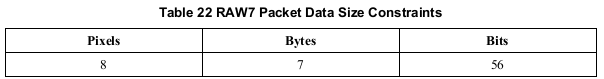 Table 22 RAW7 Packet Data Size Constraints
Pixels Bytes Bits
8 7 56